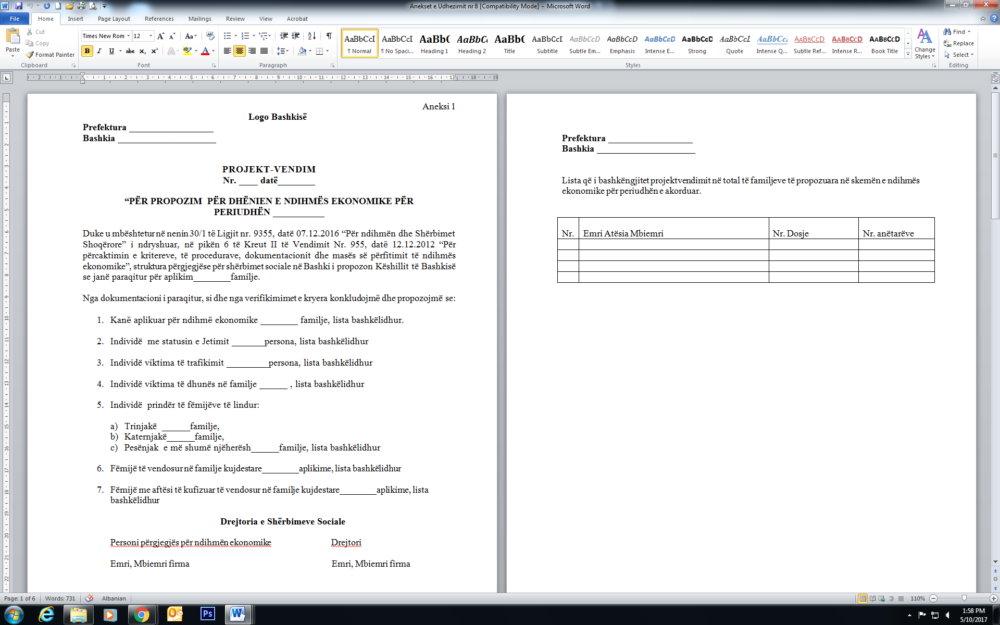 Anekset e Udhezimit nr 8 [Compatibility Mode] - Microsoft Word
File Home Insert Page Layout References Mailings Review View Acrobat
Paste
Cut
Copy
Format Painter
Clipboard
Times New Rom 12
Font
Paragraph
AaBbCcI AaBbCcI AaBbC AaBbC AaBbC AaBbCcI AaBbCcD AaBbCcD AaBbCcD AaBbCcD AaBbCcL AaBbCc AaBbCcD AaBbCcD AaBbCcD
¶ Normal ¶ No Spaci... Heading 1 Heading 2 Title Subtitle Subtle Em... Emphasis Intense E... Strong Quote Intense Q... Subtle Ref... Intense R... Book Title
Styles
Change Styles
Find
Replace
Select
Editing
Aneksi 1
Logo Bashkisë
Prefektura __________________
Bashkia _____________________
PROJEKT-VENDIM
Nr. ____ datë________
“PËR PROPOZIM PËR DHËNIEN E NDIHMËS EKONOMIKE PËR
PERIUDHËN ___________
Duke u mbështetur në nenin 30/1 të Ligjit nr. 9355, datë 07.12.2016 “Për ndihmën dhe Shërbimet
Shoqërore” i ndryshuar, në pikën 6 të Kreut II të Vendimit Nr. 955, datë 12.12.2012 “Për
përcaktimin e kritereve, të procedurave, dokumentacionit dhe masës së përfitimit të ndihmës
ekonomike”, struktura përgjegjëse për shërbimet sociale në Bashki i propozon Këshillit të Bashkisë
se janë paraqitur për aplikim________familje.
Nga dokumentacioni i paraqitur, si dhe nga verifikimimet e kryera konkludojmë dhe propozojmë se:
1. Kanë aplikuar për ndihmë ekonomike ________ familje, lista bashkëlidhur.
2. Individë me statusin e Jetimit _______persona, lista bashkëlidhur
3. Individë viktima të trafikimit _________persona, lista bashkëlidhur
4. Individë viktima të dhunës në familje ______ , lista bashkëlidhur
5. Individë prindër të fëmijëve të lindur:
a) Trinjakë ______familje,
b) Katernjakë______familje,
c) Pesënjak e më shumë njëherësh______familje, lista bashkëlidhur
6. Fëmijë të vendosur në familje kujdestare________aplikime, lista bashkëlidhur
7. Fëmijë me aftësi të kufizuar të vendosur në familje kujdestare________aplikime, lista
bashkëlidhur
Drejtoria e Shërbimeve Sociale
Personi përgjegjës për ndihmën ekonomike Drejtori
Emri, Mbiemri firma Emri, Mbiemri firma
Prefektura __________________
Bashkia _____________________
Lista që i bashkëngjitet projektvendimit në total të familjeve të propozuara në skemën e ndihmës
ekonomike për periudhën e akorduar.
Nr. Emri Atësia Mbiemri Nr. Dosje Nr. anëtarëve
Page: 1 of 6 Words: 731 Albanian 110%
Ps
1:58 PM
5/10/2017